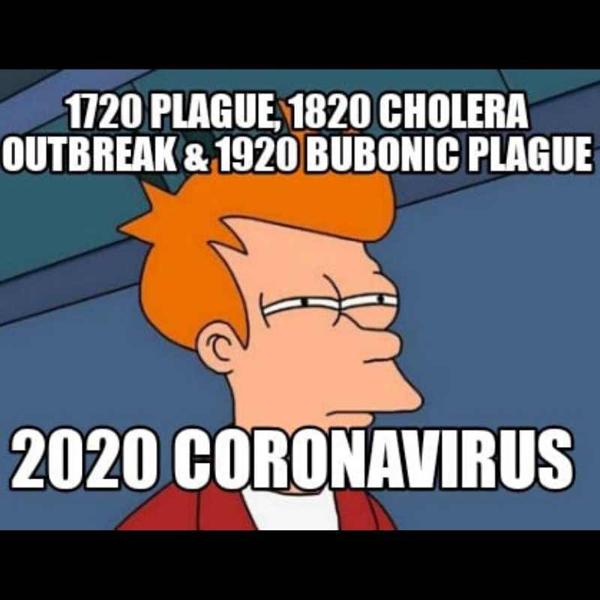 1720 PLAGUE, 1820 CHOLERA
OUTBREAK & 1920 BUBONIC PLAGUE
2020 CORONAVIRUS